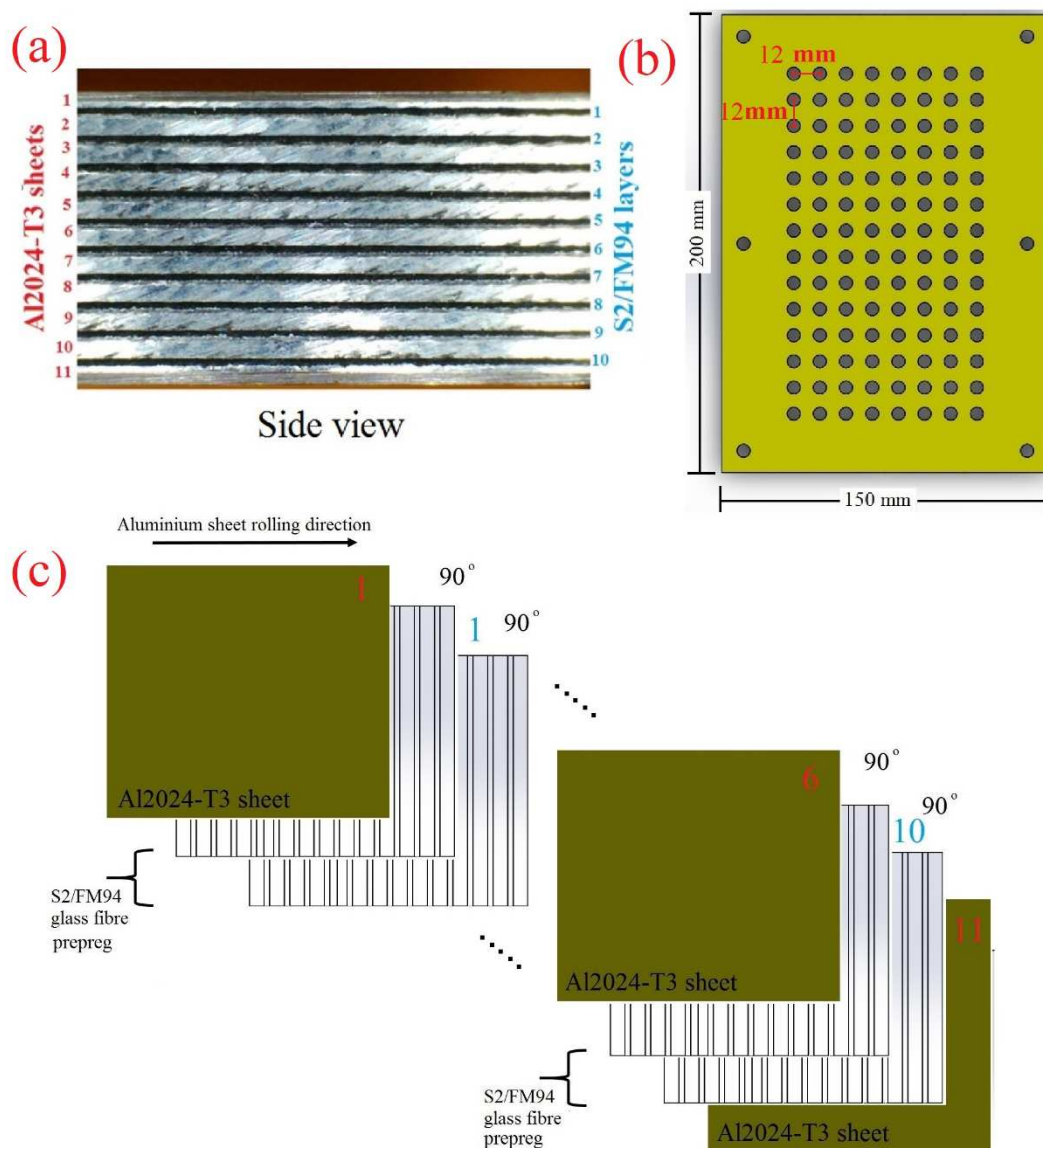 (a)
Al2024-T3 sheets
1
2
3
4
5
6
7
8
9
10
11
1
2
3
4
5
6
7
8
9
10
S2/FM94 layers
Side view
(b)
12 mm
12mm
200 mm
150 mm
(c)
Aluminium sheet rolling direction
1
90°
1
90°
Al2024-T3 sheet
S2/FM94
glass fibre
prepreg
6
90°
10
90°
11
Al2024-T3 sheet
S2/FM94
glass fibre
prepreg
Al2024-T3 sheet